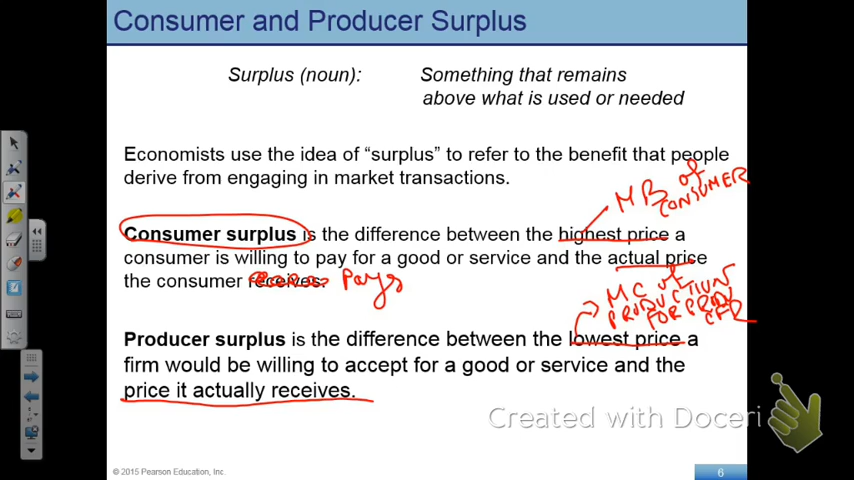 Consumer and Producer Surplus
Surplus (noun): Something that remains
above what is used or needed
Economists use the idea of “surplus” to refer to the benefit that people
derive from engaging in market transactions.
MB of
CONSUMER
Consumer surplus is the difference between the highest price a
consumer is willing to pay for a good or service and the actual price
the consumer receives. Pays
MC of
PRODUCTION
FOR PRODU
CER
Producer surplus is the difference between the lowest price a
firm would be willing to accept for a good or service and the
price it actually receives.
Created with Doceri
© 2015 Pearson Education, Inc.
6